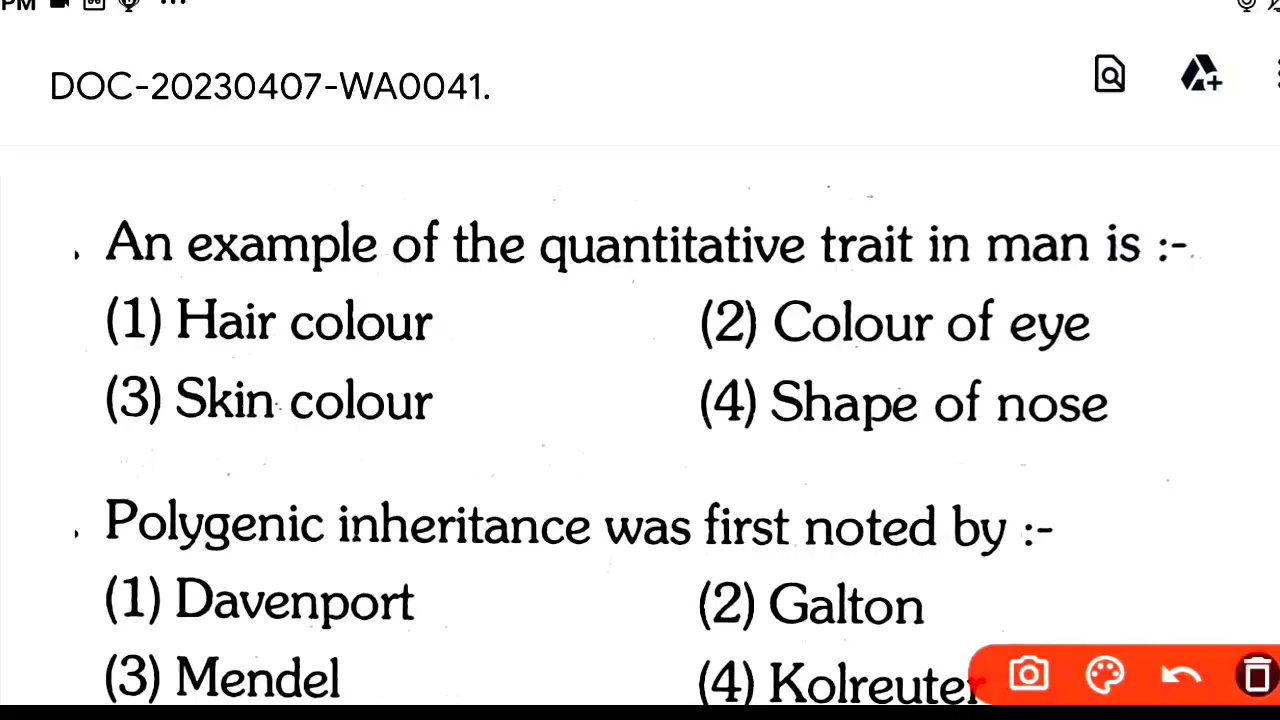 PM
DOC-20230407-WA0041.
An example of the quantitative trait in man is :-
(1) Hair colour (2) Colour of eye
(3) Skin colour (4) Shape of nose
Polygenic inheritance was first noted by :-
(1) Davenport (2) Galton
(3) Mendel (4) Kolreuter